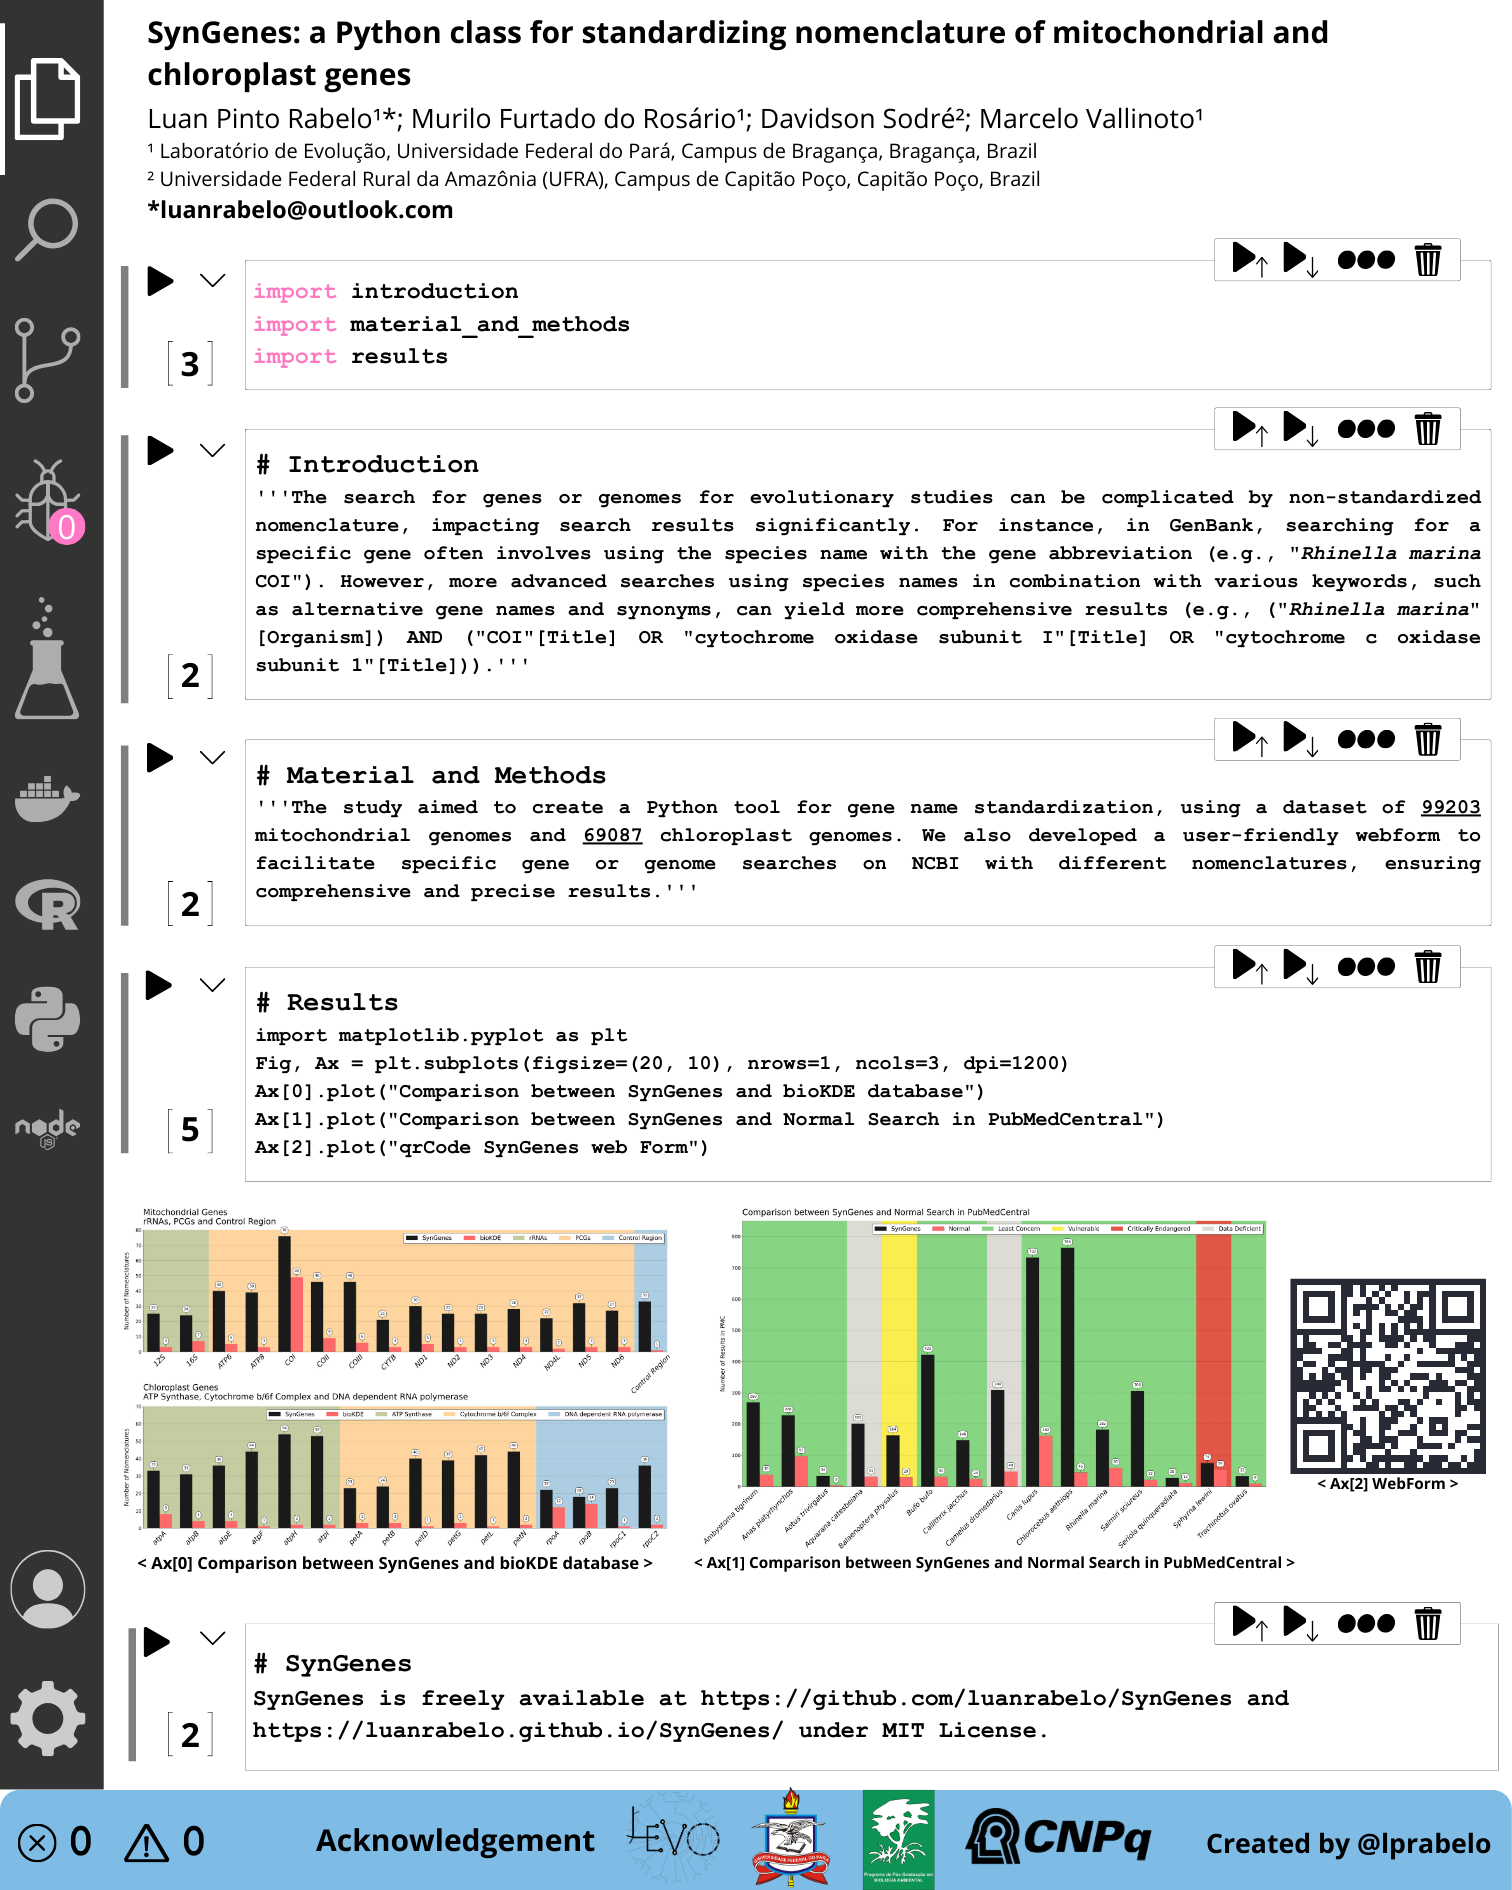 SynGenes: a Python class for standardizing nomenclature of mitochondrial and
chloroplast genes
Luan Pinto Rabelo¹*; Murilo Furtado do Rosário¹; Davidson Sodré²; Marcelo Vallinoto¹
¹ Laboratório de Evolução, Universidade Federal do Pará, Campus de Bragança, Bragança, Brazil
² Universidade Federal Rural da Amazônia (UFRA), Campus de Capitão Poço, Capitão Poço, Brazil
*luanrabelo@outlook.com
import introduction
import material_and_methods
import results
[3]
0
# Introduction
'''The search for genes or genomes for evolutionary studies can be complicated by non-standardized
nomenclature, impacting search results significantly. For instance, in GenBank, searching for a
specific gene often involves using the species name with the gene abbreviation (e.g., "Rhinella marina
COI"). However, more advanced searches using species names in combination with various keywords, such
as alternative gene names and synonyms, can yield more comprehensive results (e.g., ("Rhinella marina"
[Organism]) AND ("COI"[Title] OR "cytochrome oxidase subunit I"[Title] OR "cytochrome c oxidase
subunit 1"[Title])).'''
[2]
# Material and Methods
'''The study aimed to create a Python tool for gene name standardization, using a dataset of 99203
mitochondrial genomes and 69087 chloroplast genomes. We also developed a user-friendly webform to
facilitate specific gene or genome searches on NCBI with different nomenclatures, ensuring
comprehensive and precise results.'''
[2]
R
# Results
import matplotlib.pyplot as plt
Fig, Ax = plt.subplots(figsize=(20, 10), nrows=1, ncols=3, dpi=1200)
Ax[0].plot("Comparison between SynGenes and bioKDE database")
Ax[1].plot("Comparison between SynGenes and Normal Search in PubMedCentral")
Ax[2].plot("qrCode SynGenes web Form")
[5]
node
JS
Mitochondrial Genes
rRNAs, PCGs and Control Region
SynGenes bioKDE rRNAs PCGs Control Region
Number of Nomenclatures
12S 16S ATP6 ATP8 COI COII COIII CYTB ND1 ND2 ND3 ND4 ND4L ND5 ND6 Control Region
Chloroplast Genes
ATP Synthase, Cytochrome b/6f Complex and DNA dependent RNA polymerase
SynGenes bioKDE ATP Synthase Cytochrome b/6f Complex DNA dependent RNA polymerase
Number of Nomenclatures
atpA atpB atpE atpF atpH atpI petA petB petD petG petL petN rpoA rpoB rpoC1 rpoC2
< Ax[0] Comparison between SynGenes and bioKDE database >
Comparison between SynGenes and Normal Search in PubMedCentral
SynGenes Normal Least Concern Vulnerable Critically Endangered Data Deficient
Number of Results in PMC
Ambystoma tigrinum Anas platyrhynchos Aotus trivirgatus Aquarana catesbeiana Balaenoptera physalus Bufo bufo Callithrix jacchus Camelus dromedarius Canis lupus Chlorocebus aethiops Rhinella marina Saimiri sciureus Seriola quinqueradiata Sphyrna lewini Trachinotus ovatus
< Ax[1] Comparison between SynGenes and Normal Search in PubMedCentral >
< Ax[2] WebForm >
# SynGenes
SynGenes is freely available at https://github.com/luanrabelo/SynGenes and
https://luanrabelo.github.io/SynGenes/ under MIT License.
[2]
0 0 Acknowledgement
LEVO
UNIVERSIDADE FEDERAL DO PARÁ
Programa de Pós-Graduação em
BIOLOGIA AMBIENTAL
CNPq
Created by @lprabelo